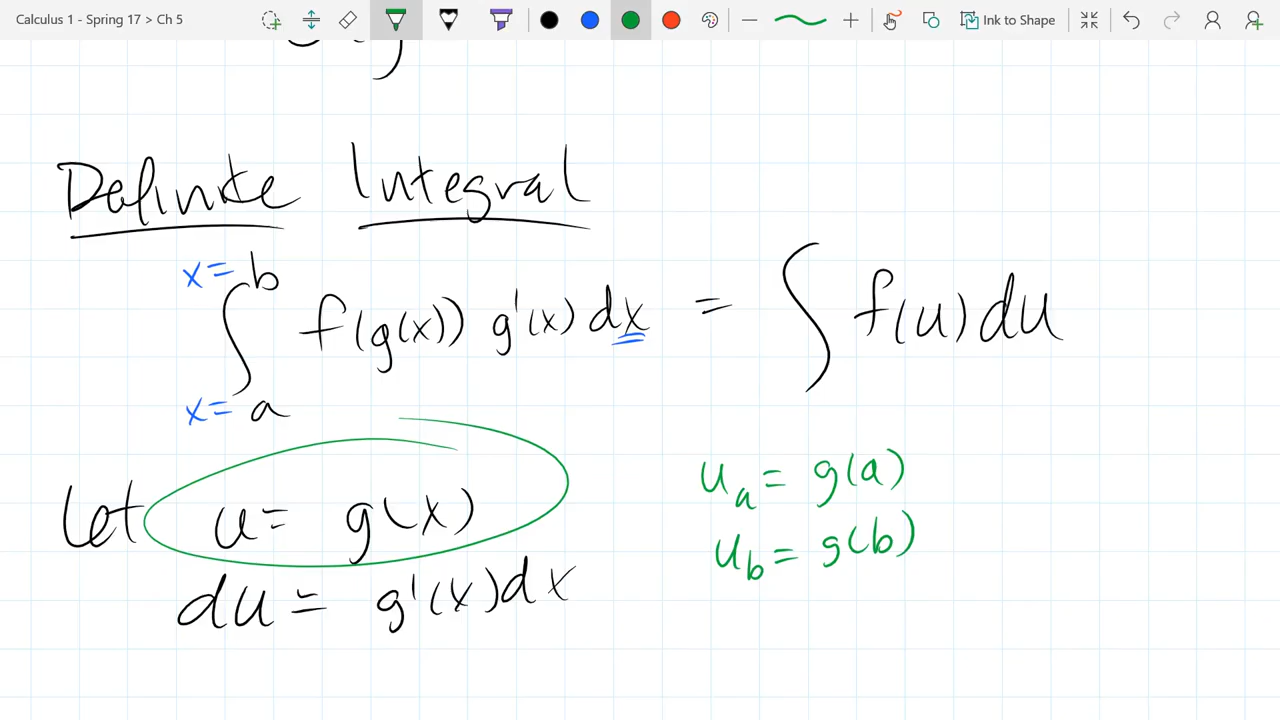 Calculus 1 - Spring 17 > Ch 5
Ink to Shape
Definite Integral
x= b
∫ f(g(x)) g'(x) dx = ∫ f(u) du
x= a
Let u = g(x)
du = g'(x)dx
u_a = g(a)
u_b = g(b)